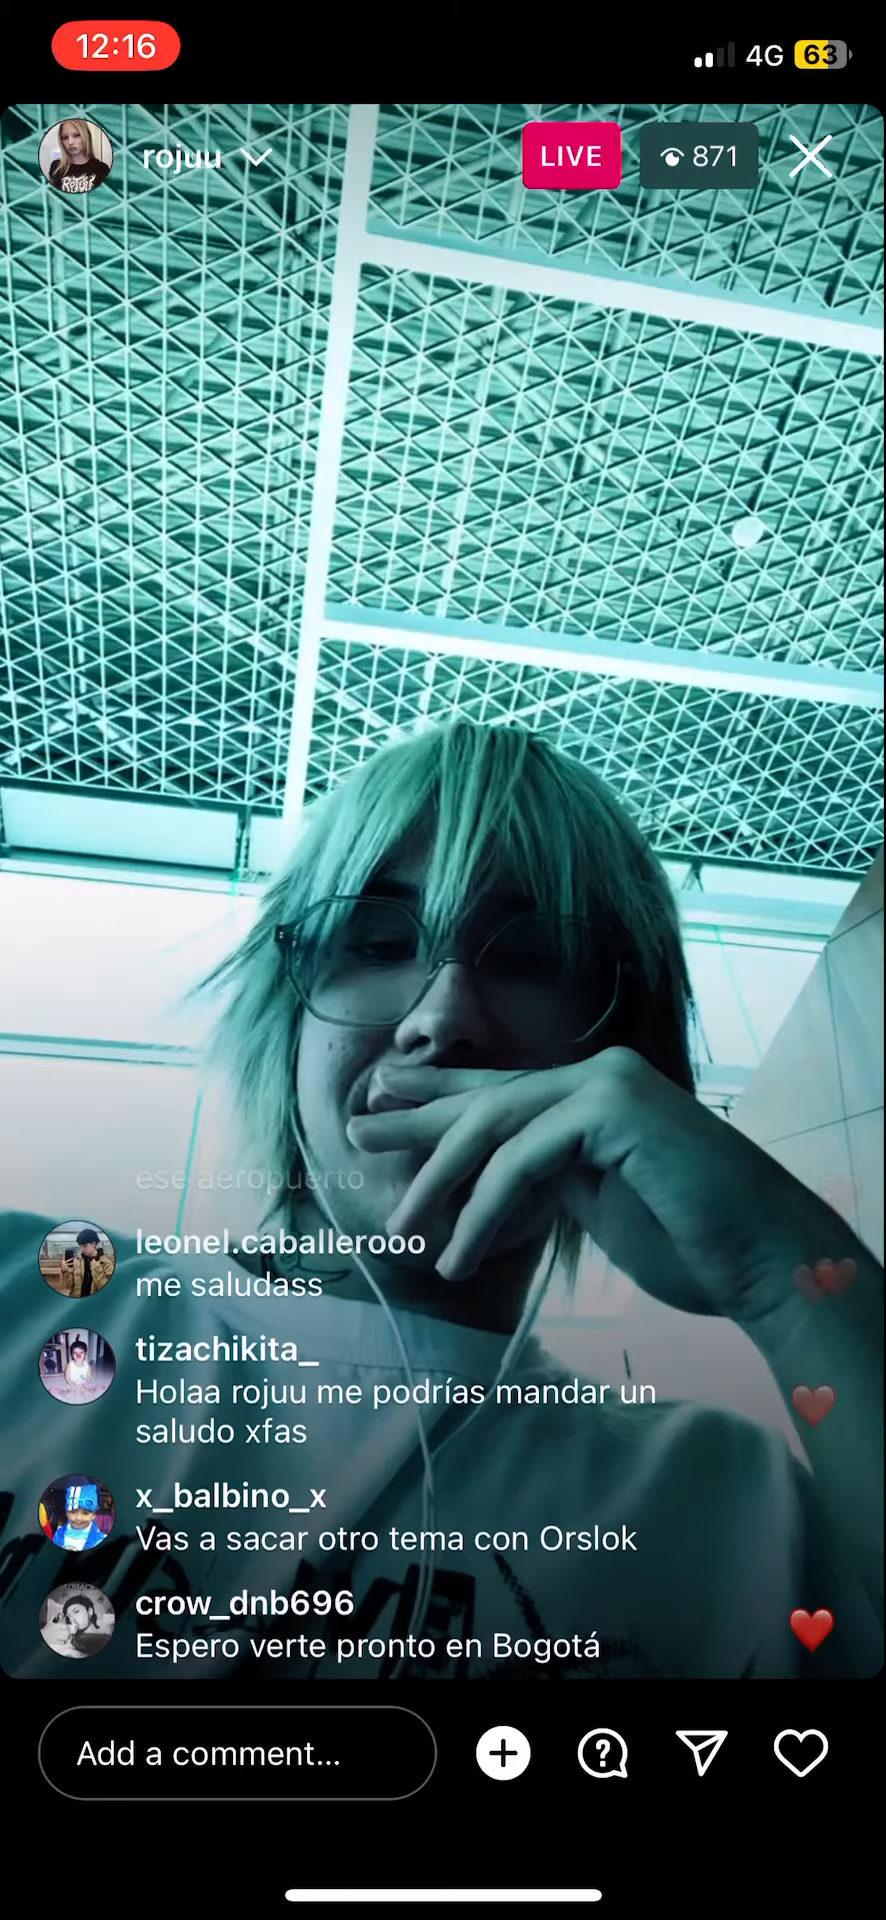 12:16
4G
63
rojuu
LIVE
871
ese aeropuerto
leonel.caballerooo
me saludass
tizachikita_
Holaa rojuu me podrías mandar un
saludo xfas
x_balbino_x
Vas a sacar otro tema con Orslok
crow_dnb696
Espero verte pronto en Bogotá
Add a comment...